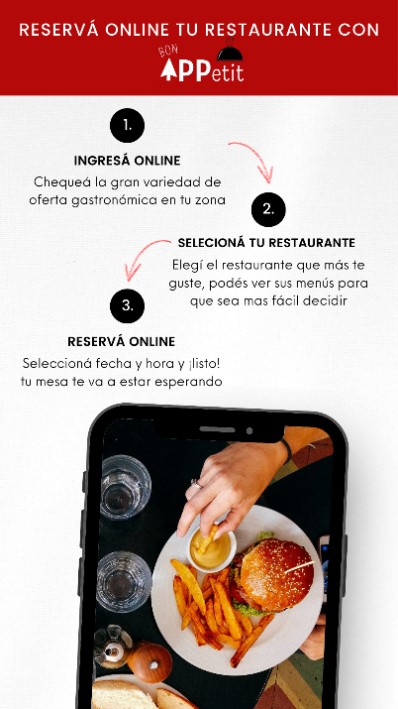 RESERVÁ ONLINE TU RESTAURANTE CON
BON
APPetit
1.
INGRESÁ ONLINE
Chequeá la gran variedad de
oferta gastronómica en tu zona
2.
SELECIONÁ TU RESTAURANTE
Elegí el restaurante que más te
guste, podés ver sus menús para
que sea mas fácil decidir
3.
RESERVÁ ONLINE
Seleccioná fecha y hora y ¡listo!
tu mesa te va a estar esperando